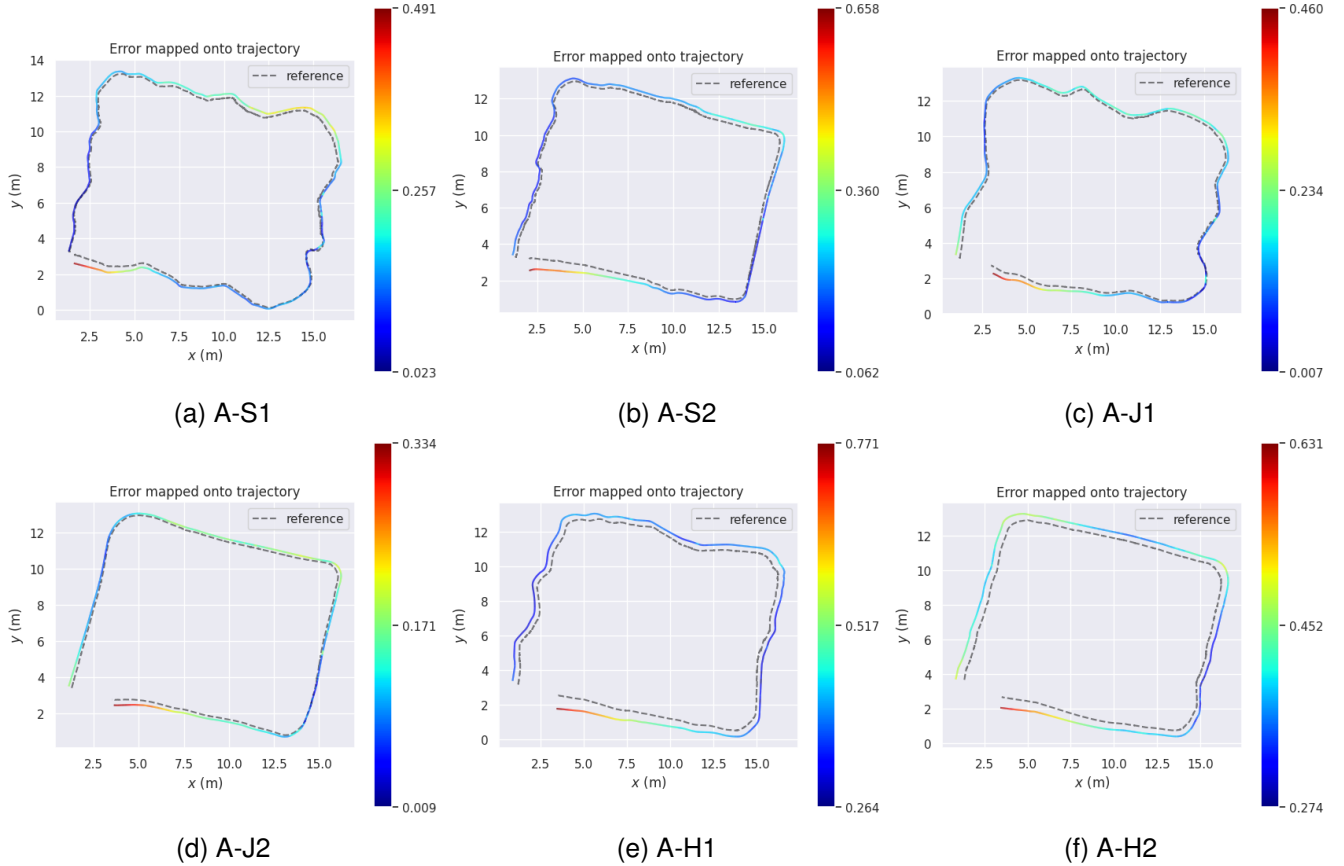 0.491
Error mapped onto trajectory
reference
14
12
10
8
6
4
2
0
y (m)
2.5 5.0 7.5 10.0 12.5 15.0
x (m)
0.257
0.023
(a) A-S1
0.658
Error mapped onto trajectory
reference
12
10
8
6
4
2
y (m)
2.5 5.0 7.5 10.0 12.5 15.0
x (m)
0.360
0.062
(b) A-S2
0.460
Error mapped onto trajectory
reference
12
10
8
6
4
2
0
y (m)
2.5 5.0 7.5 10.0 12.5 15.0
x (m)
0.234
0.007
(c) A-J1
0.334
Error mapped onto trajectory
reference
12
10
8
6
4
2
y (m)
2.5 5.0 7.5 10.0 12.5 15.0
x (m)
0.171
0.009
(d) A-J2
0.771
Error mapped onto trajectory
reference
12
10
8
6
4
2
0
y (m)
2.5 5.0 7.5 10.0 12.5 15.0
x (m)
0.517
0.264
(e) A-H1
0.631
Error mapped onto trajectory
reference
12
10
8
6
4
2
0
y (m)
2.5 5.0 7.5 10.0 12.5 15.0
x (m)
0.452
0.274
(f) A-H2